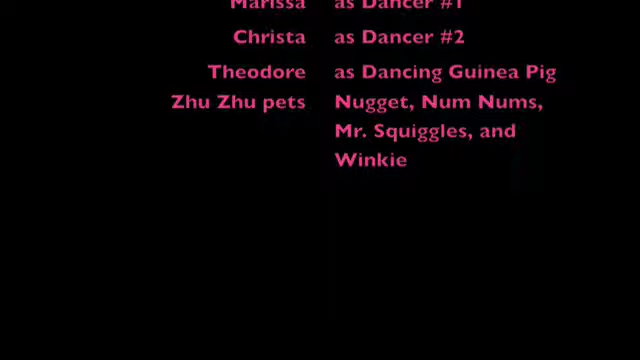 Marissa as Dancer #1
Christa as Dancer #2
Theodore as Dancing Guinea Pig
Zhu Zhu pets Nugget, Num Nums,
Mr. Squiggles, and
Winkie